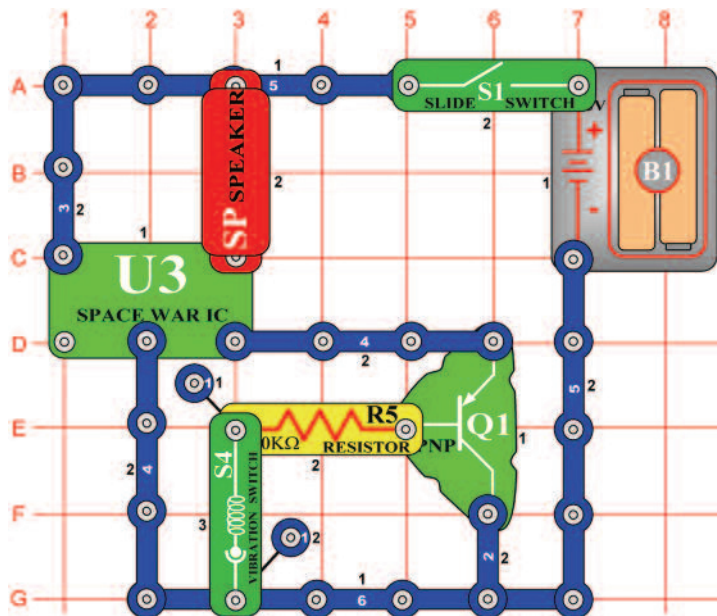 1 2 3 4 5 6 7 8
A
1
5
S1
SLIDE SWITCH
2
V
+
B
3
2
SP SPEAKER
2
1
B1
-
C
1
U3
SPACE WAR IC
D
4
2
1 1
5
2
E
R5
0KΩ
RESISTOR
2
PNP
Q1
1
2
4
S4
VIBRATION SWITCH
3
F
1 2
2
2
G
1
6